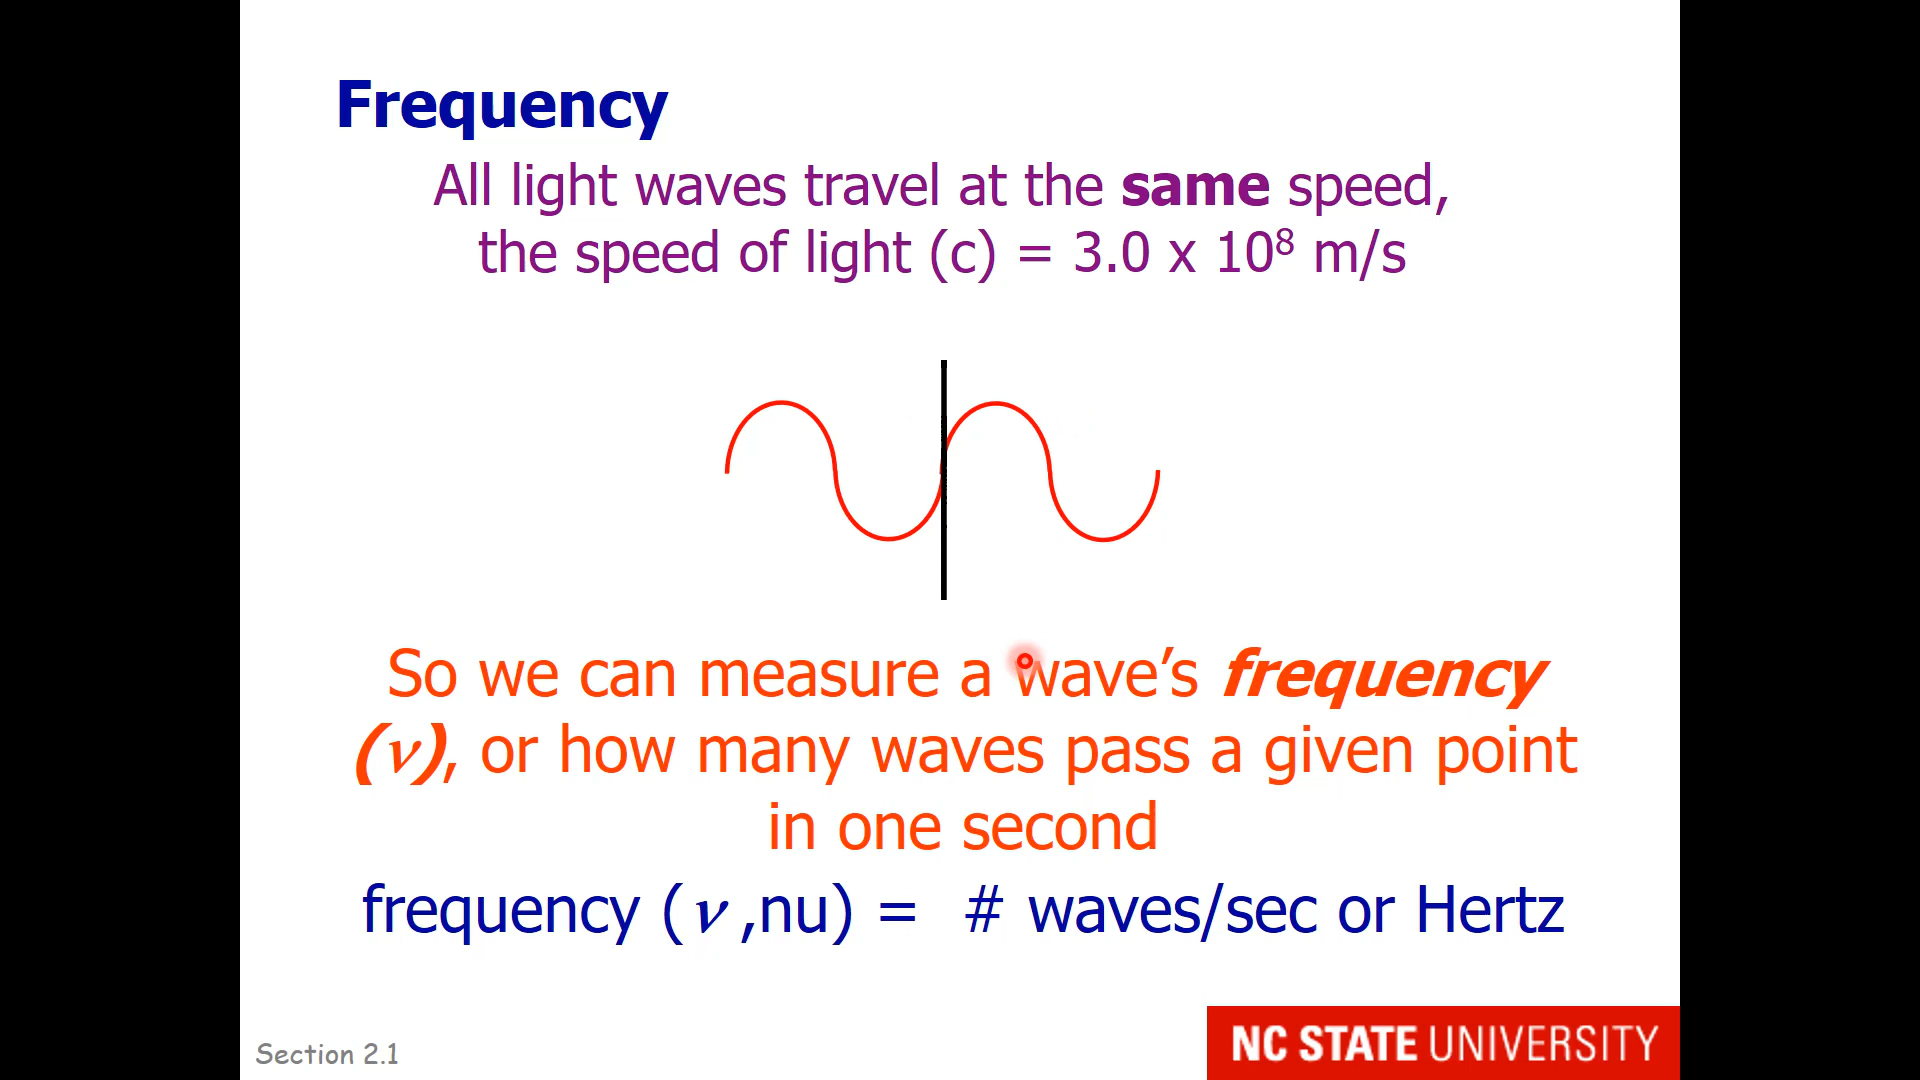 Frequency
All light waves travel at the same speed,
the speed of light (c) = 3.0 x 10⁸ m/s
So we can measure a wave’s frequency
(ν), or how many waves pass a given point
in one second
frequency (ν ,nu) = # waves/sec or Hertz
Section 2.1
NC STATE UNIVERSITY